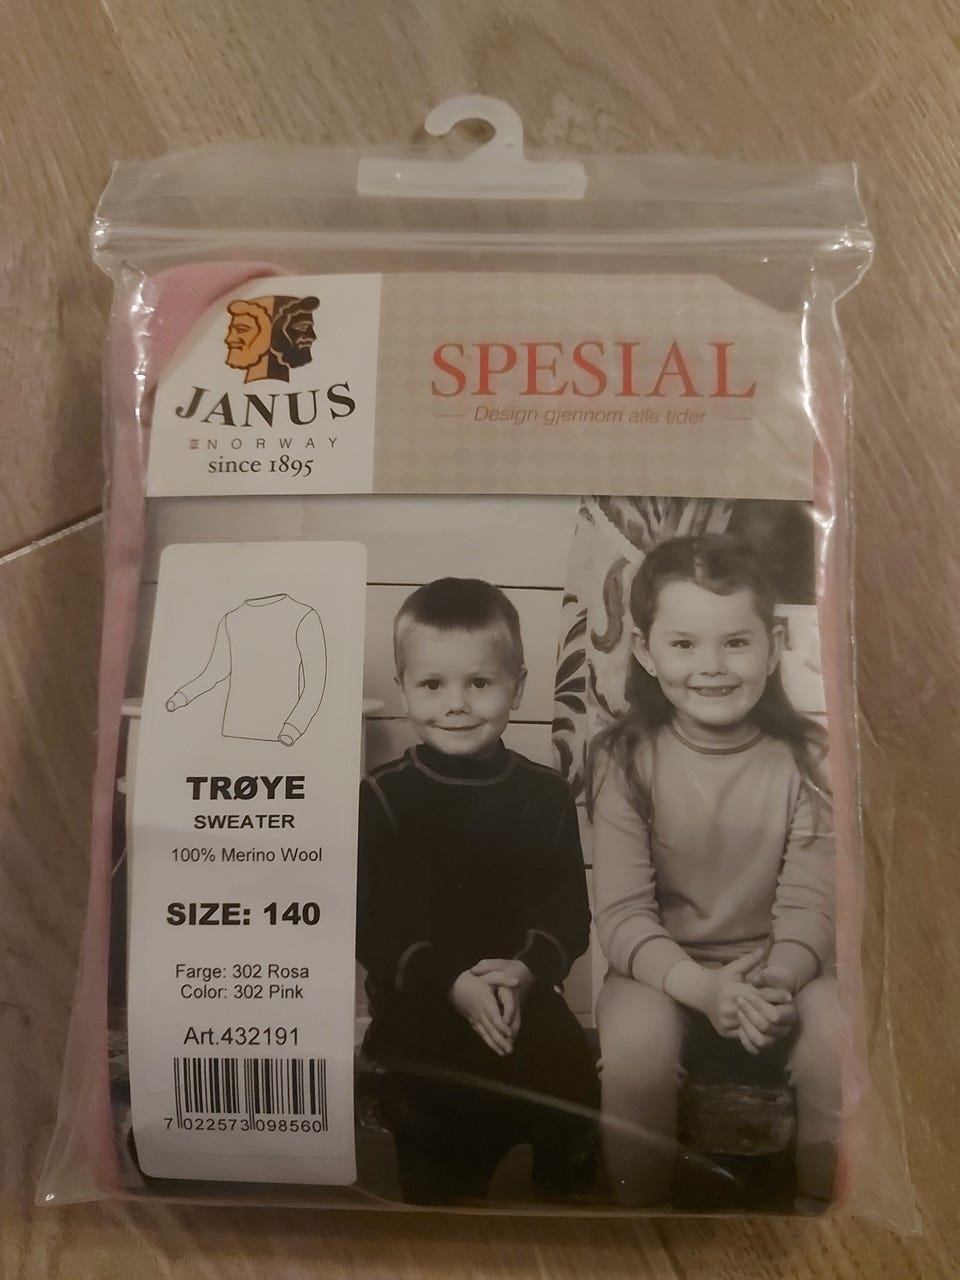 JANUS
NORWAY
since 1895
SPESIAL
Design gjennom alle tider
TRØYE
SWEATER
100% Merino Wool
SIZE: 140
Farge: 302 Rosa
Color: 302 Pink
Art.432191
7 022573 098560